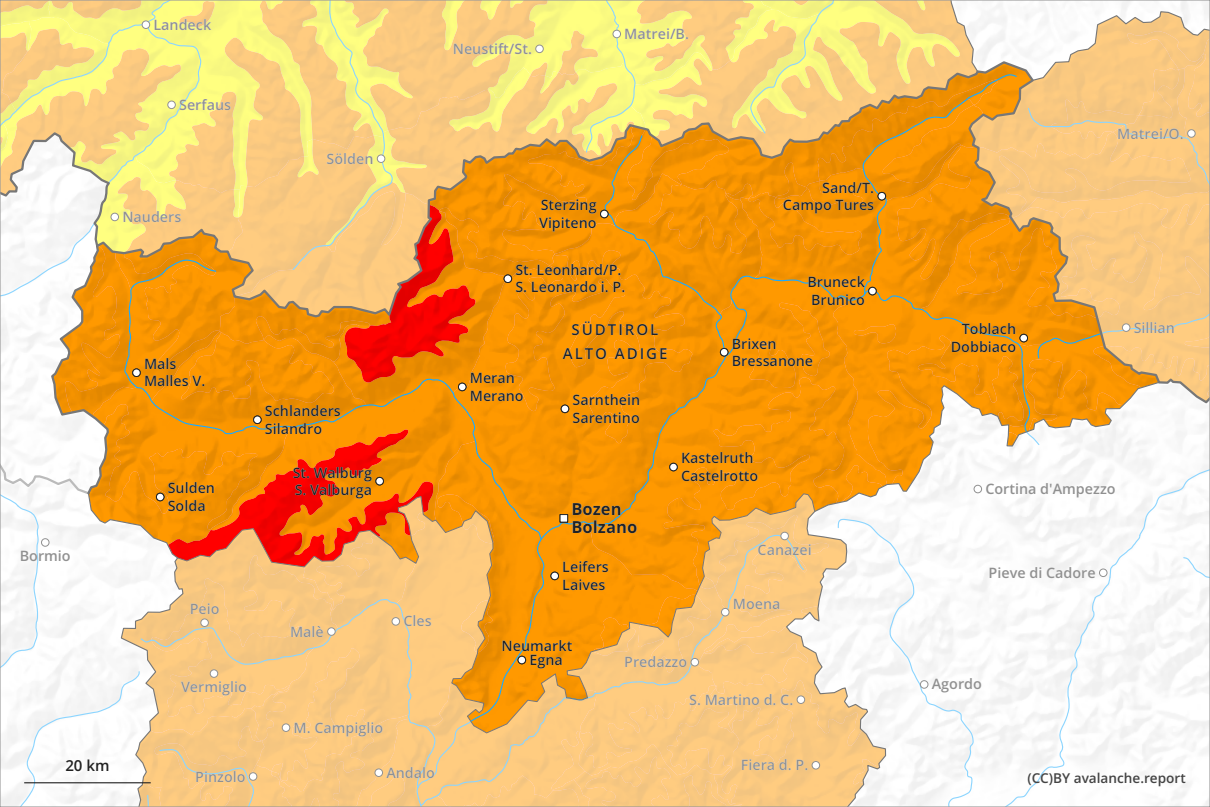 Landeck
Matrei/B.
Neustift/St.
Serfaus
Matrei/O.
Sölden
Nauders
Sand/T.
Campo Tures
Sterzing
Vipiteno
St. Leonhard/P.
S. Leonardo i. P.
Bruneck
Brunico
SÜDTIROL
ALTO ADIGE
Toblach
Dobbiaco
Sillian
Brixen
Bressanone
Mals
Malles V.
Meran
Merano
Sarnthein
Sarentino
Schlanders
Silandro
Kastelruth
Castelrotto
St. Walburg
S. Valburga
Sulden
Solda
Cortina d'Ampezzo
Bozen
Bolzano
Bormio
Canazei
Leifers
Laives
Pieve di Cadore
Peio
Moena
Malè
Cles
Neumarkt
Egna
Predazzo
Vermiglio
Agordo
S. Martino d. C.
M. Campiglio
Fiera d. P.
20 km
Pinzolo
Andalo
(CC)BY avalanche.report